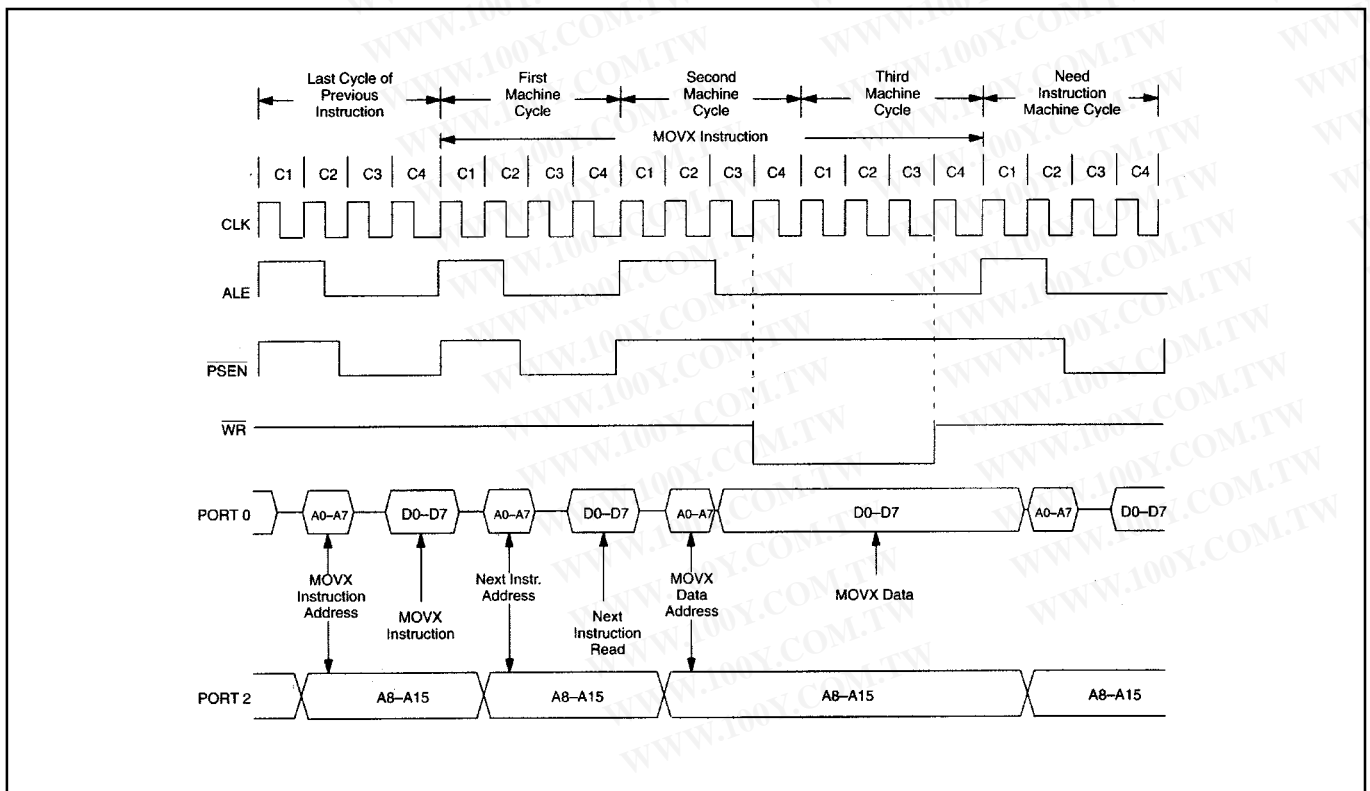 Last Cycle of
Previous
Instruction
First
Machine
Cycle
Second
Machine
Cycle
Third
Machine
Cycle
Need
Instruction
Machine Cycle
MOVX Instruction
C1 C2 C3 C4 C1 C2 C3 C4 C1 C2 C3 C4 C1 C2 C3 C4 C1 C2 C3 C4
CLK
ALE
PSEN
WR
PORT 0 A0–A7 D0–D7 A0–A7 D0–D7 A0–A7 D0–D7 A0–A7 D0–D7
MOVX
Instruction
Address
MOVX
Instruction
Next Instr.
Address
Next
Instruction
Read
MOVX
Data
Address
MOVX Data
PORT 2 A8–A15 A8–A15 A8–A15 A8–A15
WWW.100Y.COM.TW